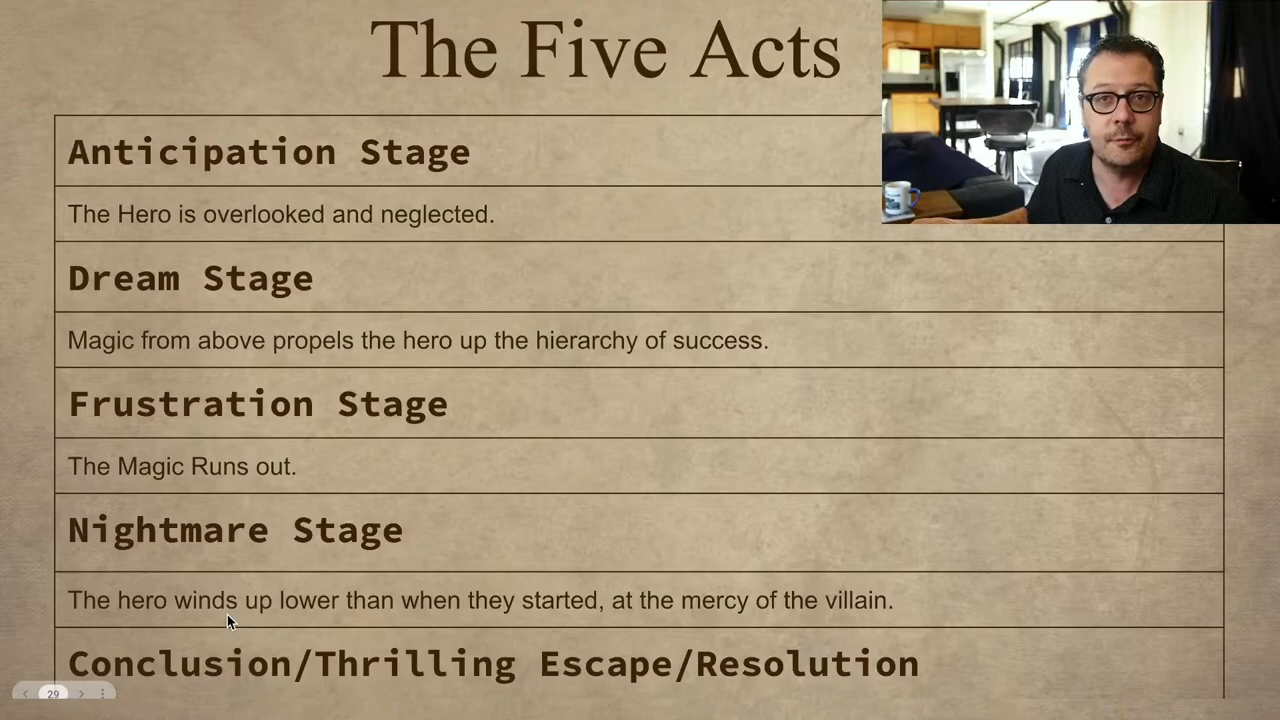 The Five Acts
Anticipation Stage
The Hero is overlooked and neglected.
Dream Stage
Magic from above propels the hero up the hierarchy of success.
Frustration Stage
The Magic Runs out.
Nightmare Stage
The hero winds up lower than when they started, at the mercy of the villain.
Conclusion/Thrilling Escape/Resolution
29